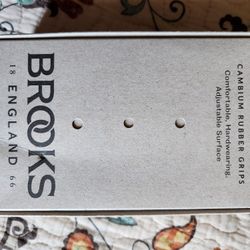 BROOKS
18 ENGLAND 66
CAMBIUM RUBBER GRIPS
Comfortable, Hardwearing,
Adjustable Surface